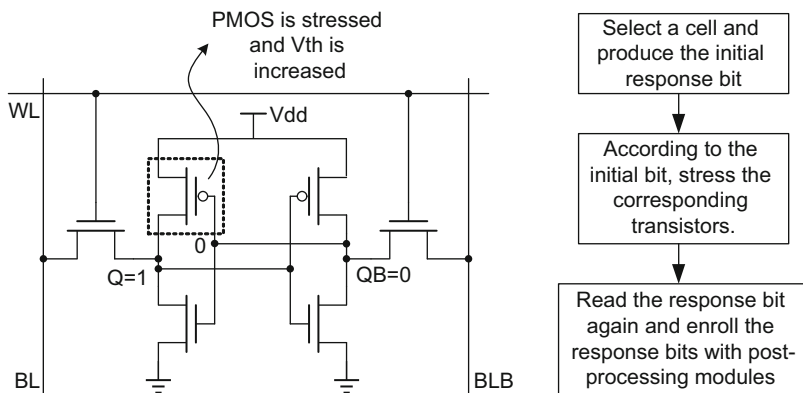 PMOS is stressed
and Vth is
increased
WL
Vdd
0
Q=1
QB=0
BL
BLB
Select a cell and
produce the initial
response bit
According to the
initial bit, stress the
corresponding
transistors.
Read the response bit
again and enroll the
response bits with post-
processing modules